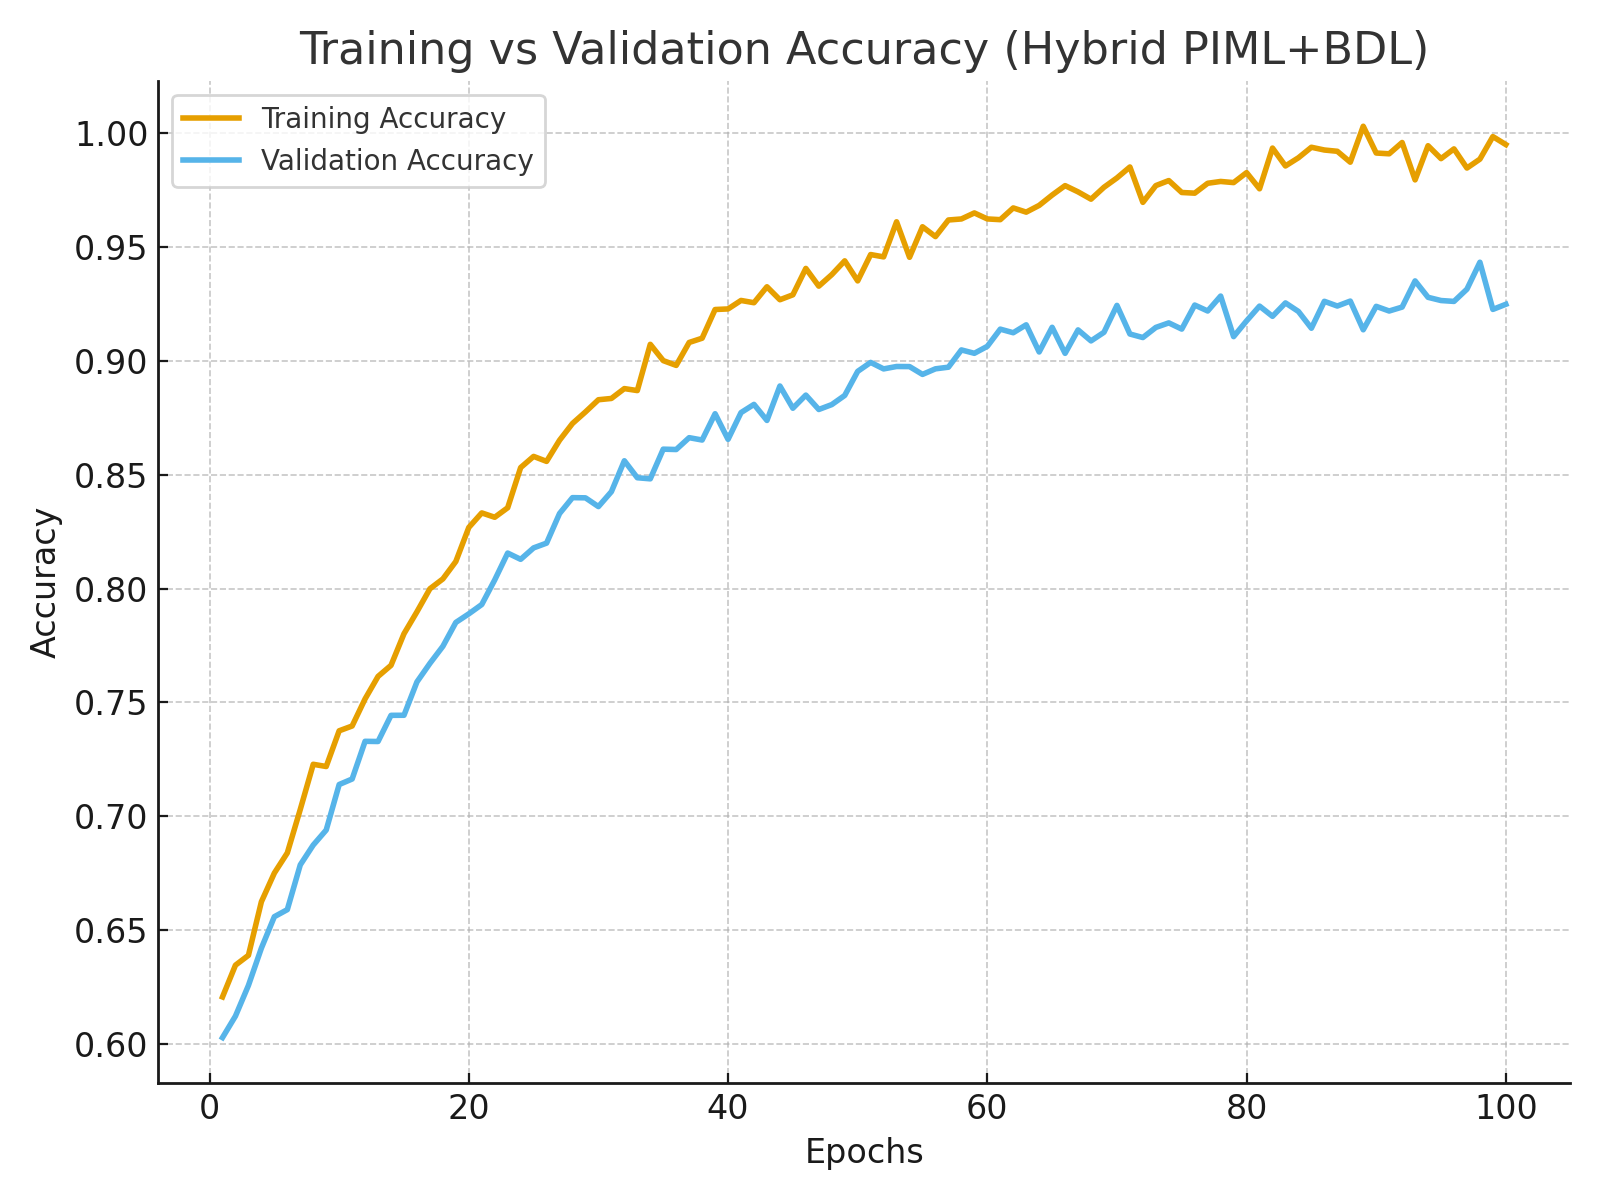 Training vs Validation Accuracy (Hybrid PIML+BDL)
Training Accuracy
Validation Accuracy
1.00
0.95
0.90
0.85
0.80
0.75
0.70
0.65
0.60
Accuracy
0 20 40 60 80 100
Epochs